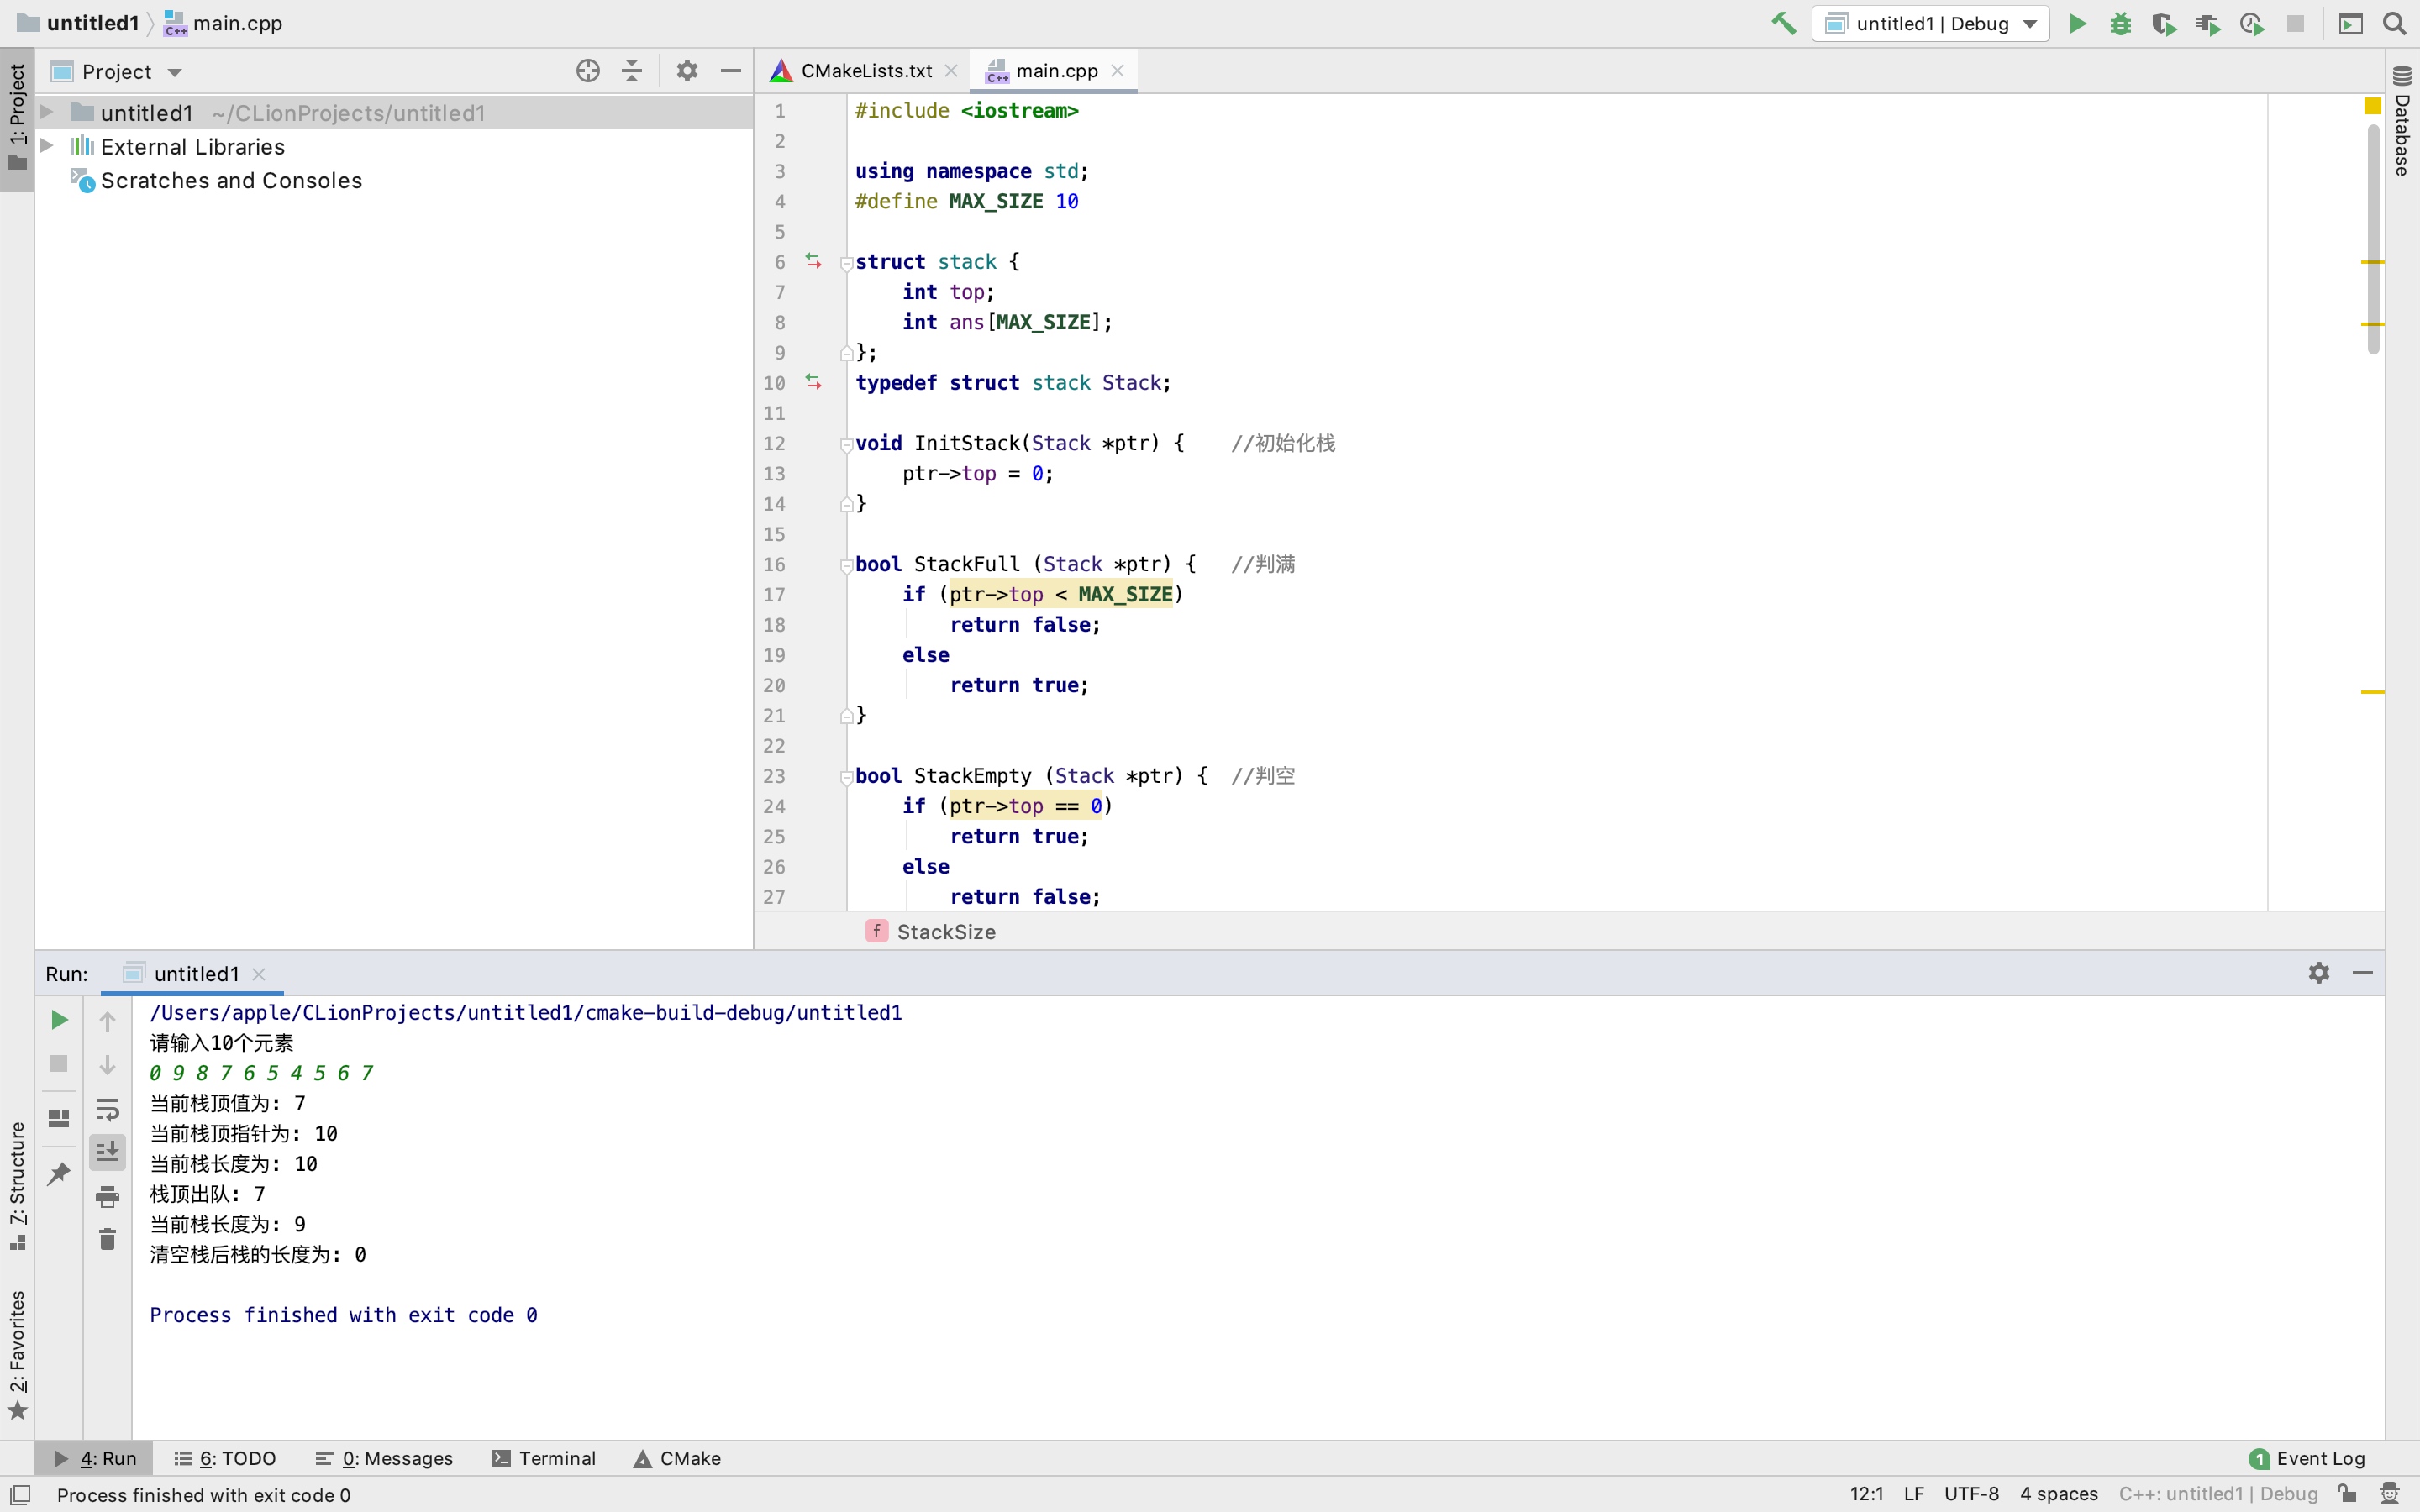 untitled1 main.cpp
untitled1 | Debug
1: Project
Project
untitled1 ~/CLionProjects/untitled1
External Libraries
Scratches and Consoles
CMakeLists.txt main.cpp
1 #include <iostream>
2
3 using namespace std;
4 #define MAX_SIZE 10
5
6 struct stack {
7 int top;
8 int ans[MAX_SIZE];
9 };
10 typedef struct stack Stack;
11
12 void InitStack(Stack *ptr) { //初始化栈
13 ptr->top = 0;
14 }
15
16 bool StackFull (Stack *ptr) { //判满
17 if (ptr->top < MAX_SIZE)
18 return false;
19 else
20 return true;
21 }
22
23 bool StackEmpty (Stack *ptr) { //判空
24 if (ptr->top == 0)
25 return true;
26 else
27 return false;
f StackSize
Database
Run: untitled1
/Users/apple/CLionProjects/untitled1/cmake-build-debug/untitled1
请输入10个元素
0 9 8 7 6 5 4 5 6 7
当前栈顶值为: 7
当前栈顶指针为: 10
当前栈长度为: 10
栈顶出队: 7
当前栈长度为: 9
清空栈后栈的长度为: 0
Process finished with exit code 0
7: Structure
2: Favorites
4: Run 6: TODO 0: Messages Terminal CMake
1 Event Log
Process finished with exit code 0
12:1 LF UTF-8 4 spaces C++: untitled1 | Debug